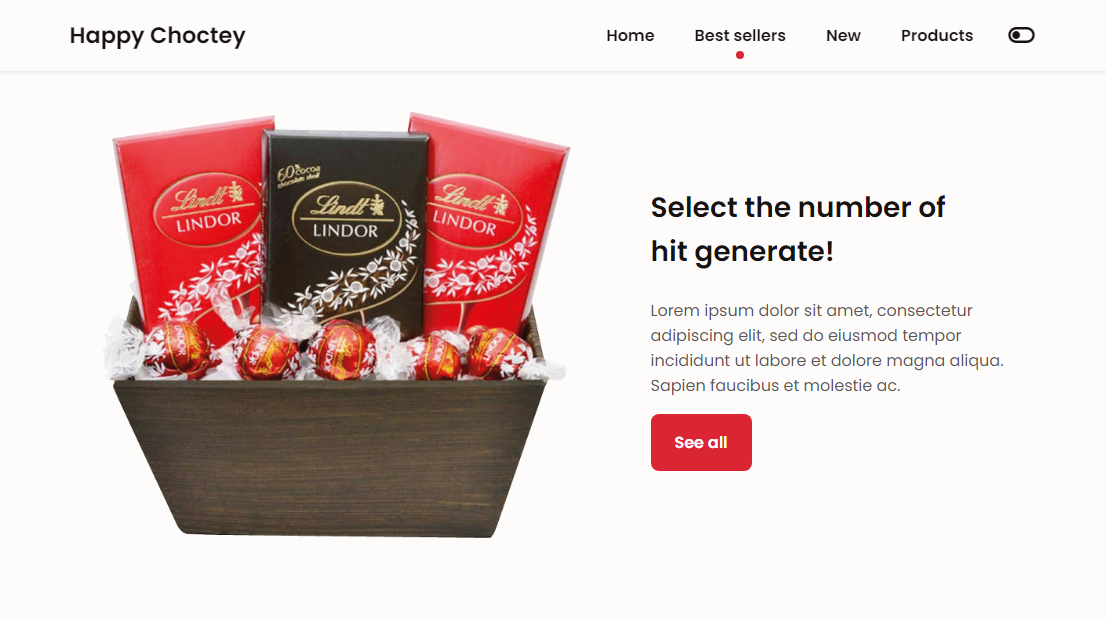 Happy Choctey
Home Best sellers New Products
60% cocoa
chocolate shell
Lindt
LINDOR
Lindt
LINDOR
Lindt
LINDOR
Select the number of
hit generate!
Lorem ipsum dolor sit amet, consectetur
adipiscing elit, sed do eiusmod tempor
incididunt ut labore et dolore magna aliqua.
Sapien faucibus et molestie ac.
See all